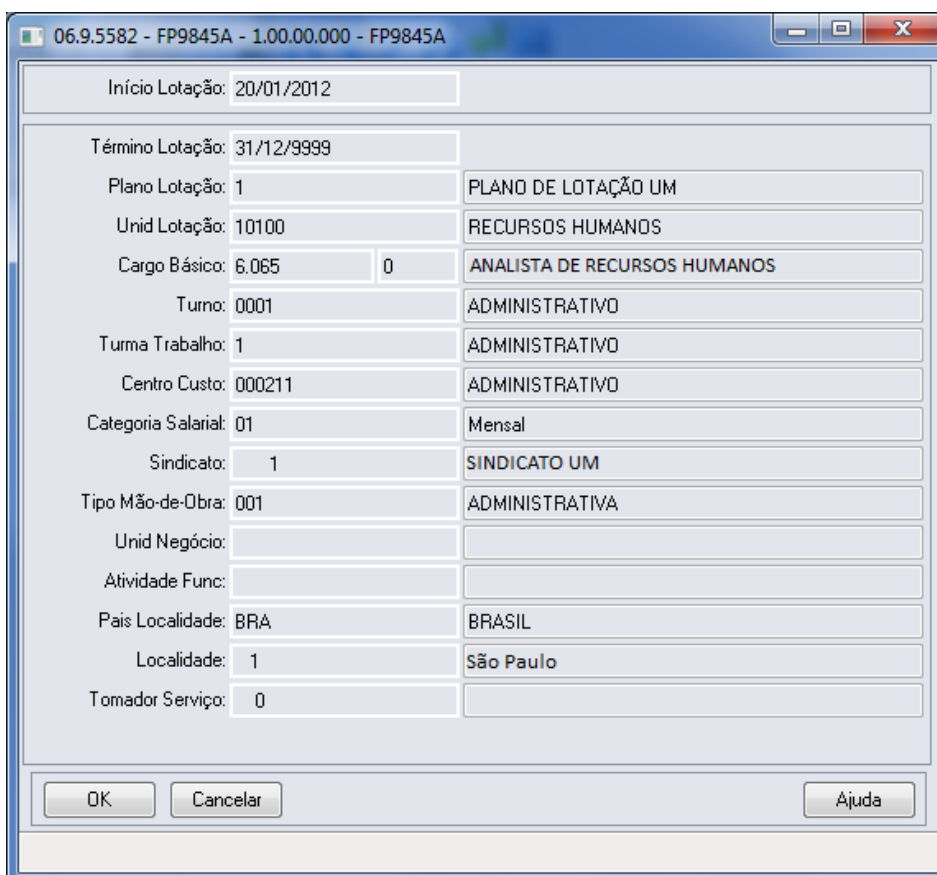 06.9.5582 - FP9845A - 1.00.00.000 - FP9845A
Início Lotação: 20/01/2012
Término Lotação: 31/12/9999
Plano Lotação: 1 PLANO DE LOTAÇÃO UM
Unid Lotação: 10100 RECURSOS HUMANOS
Cargo Básico: 6.065 0 ANALISTA DE RECURSOS HUMANOS
Turno: 0001 ADMINISTRATIVO
Turma Trabalho: 1 ADMINISTRATIVO
Centro Custo: 000211 ADMINISTRATIVO
Categoria Salarial: 01 Mensal
Sindicato: 1 SINDICATO UM
Tipo Mão-de-Obra: 001 ADMINISTRATIVA
Unid Negócio:
Atividade Func:
Pais Localidade: BRA BRASIL
Localidade: 1 São Paulo
Tomador Serviço: 0
OK Cancelar Ajuda